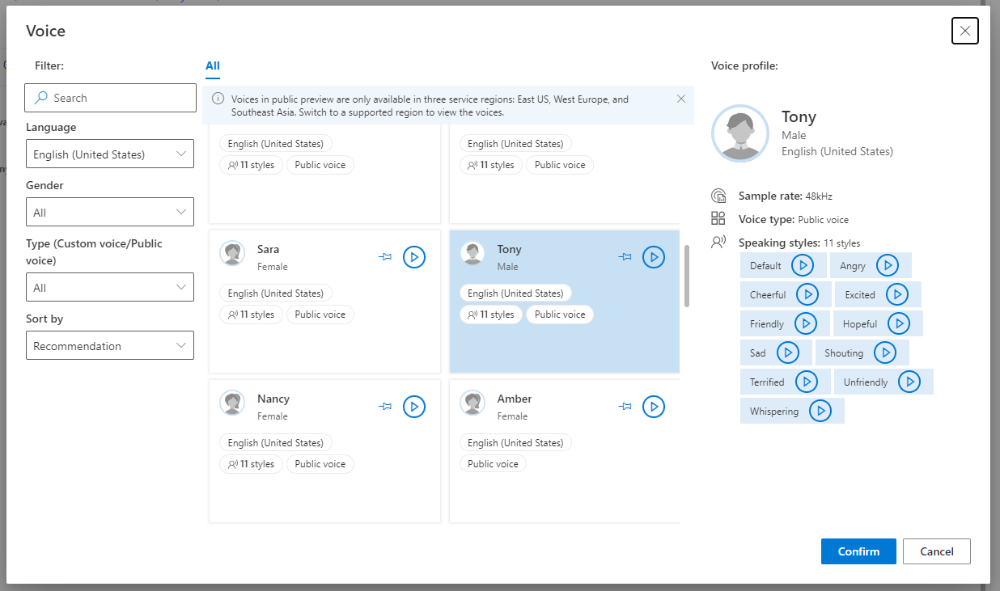 Voice
Filter:
Search
Language
English (United States)
Gender
All
Type (Custom voice/Public
voice)
All
Sort by
Recommendation
All
Voices in public preview are only available in three service regions: East US, West Europe, and
Southeast Asia. Switch to a supported region to view the voices.
English (United States)
11 styles
Public voice
English (United States)
11 styles
Public voice
Sara
Female
English (United States)
11 styles
Public voice
Tony
Male
English (United States)
11 styles
Public voice
Nancy
Female
English (United States)
11 styles
Public voice
Amber
Female
English (United States)
Public voice
Voice profile:
Tony
Male
English (United States)
Sample rate: 48kHz
Voice type: Public voice
Speaking styles: 11 styles
Default
Angry
Cheerful
Excited
Friendly
Hopeful
Sad
Shouting
Terrified
Unfriendly
Whispering
Confirm
Cancel